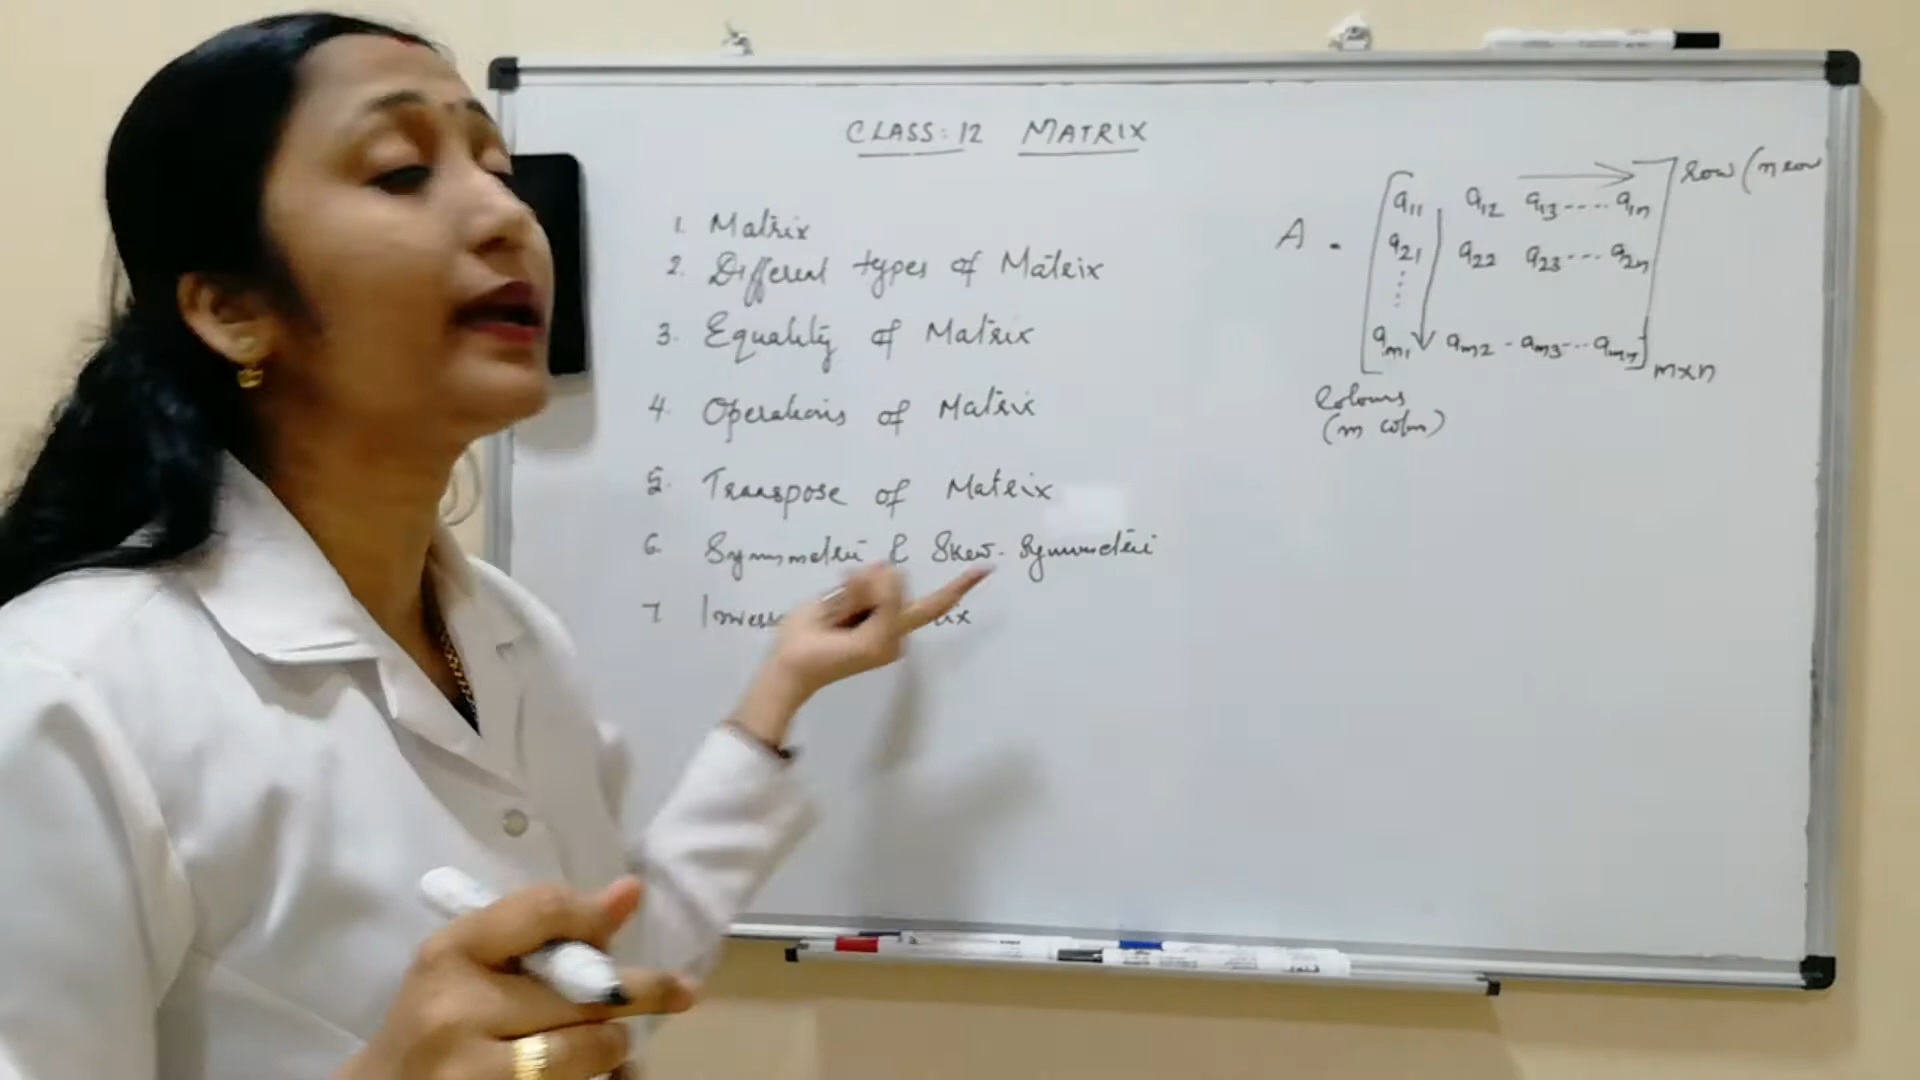 CLASS: 12 MATRIX
1. Matrix
2. Different types of Matrix
3. Equality of Matrix
4. Operations of Matrix
5. Transpose of Matrix
6. Symmetric & Skew-Symmetric
7.
A = [a11 a12 a13 .... a1n
a21 a22 a23 ... a2n
am1 am2 - am3 ... amn] m×n
row (n row
(m colm)